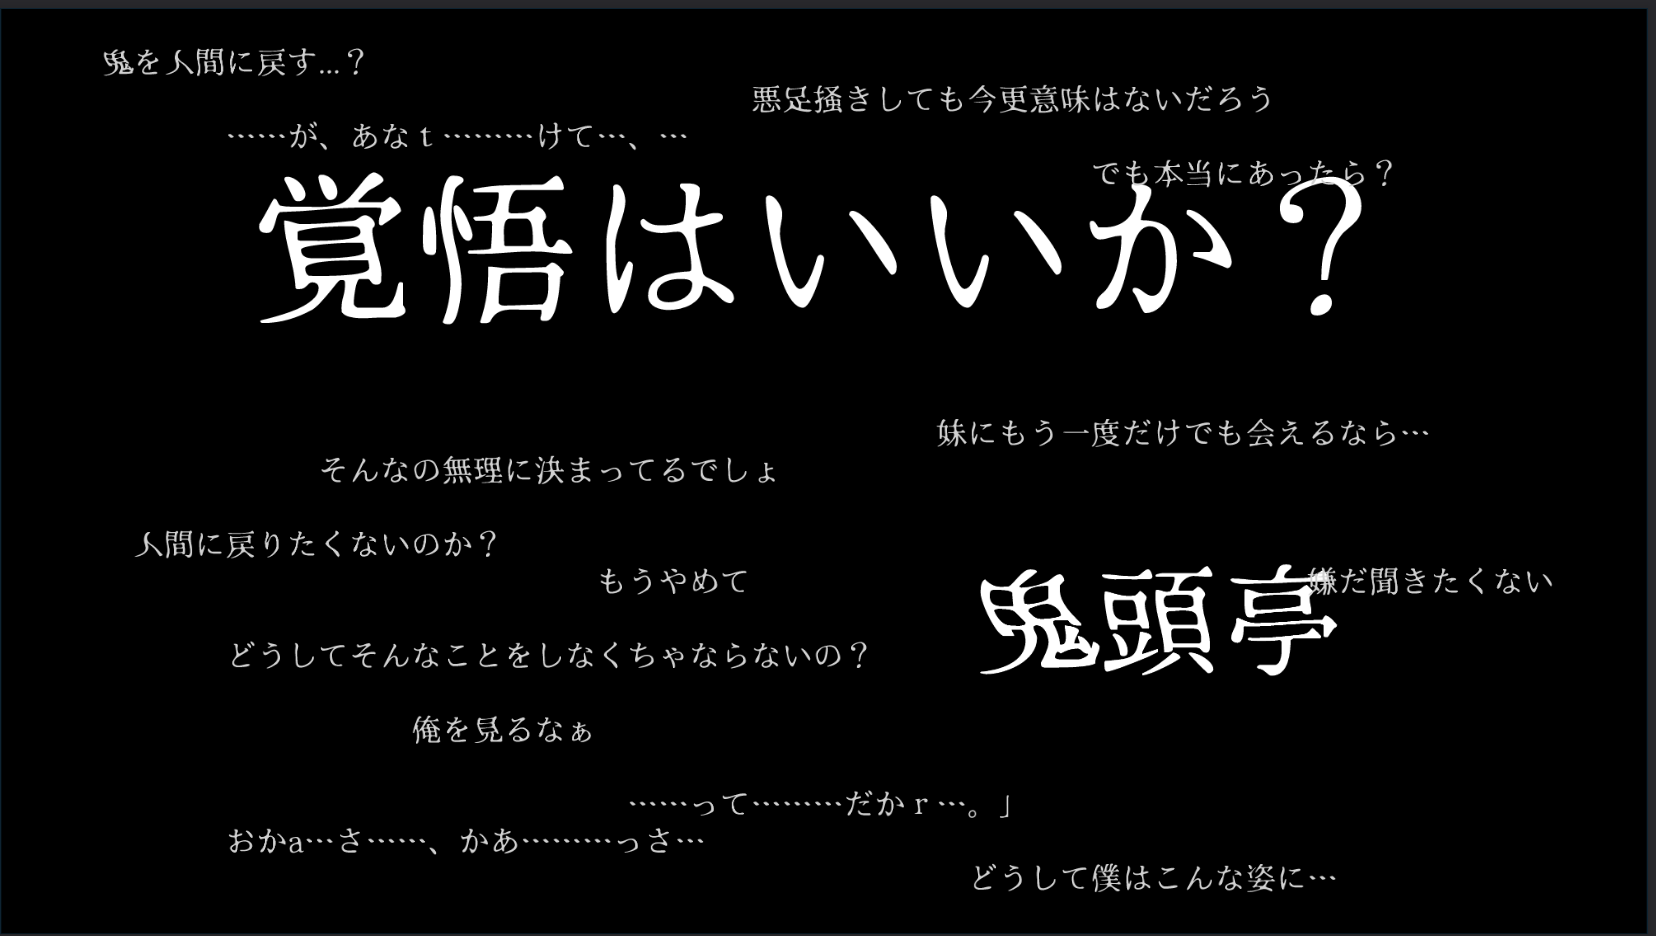 鬼を人間に戻す...？
悪足掻きしても今更意味はないだろう
……が、あなｔ………けて…、…
でも本当にあったら？
覚悟はいいか？
妹にもう一度だけでも会えるなら…
そんなの無理に決まってるでしょ
人間に戻りたくないのか？
もうやめて
鬼頭亭
嫌だ聞きたくない
どうしてそんなことをしなくちゃならないの？
俺を見るなぁ
……って………だかｒ…。」
おかa…さ……、かあ………っさ…
どうして僕はこんな姿に…